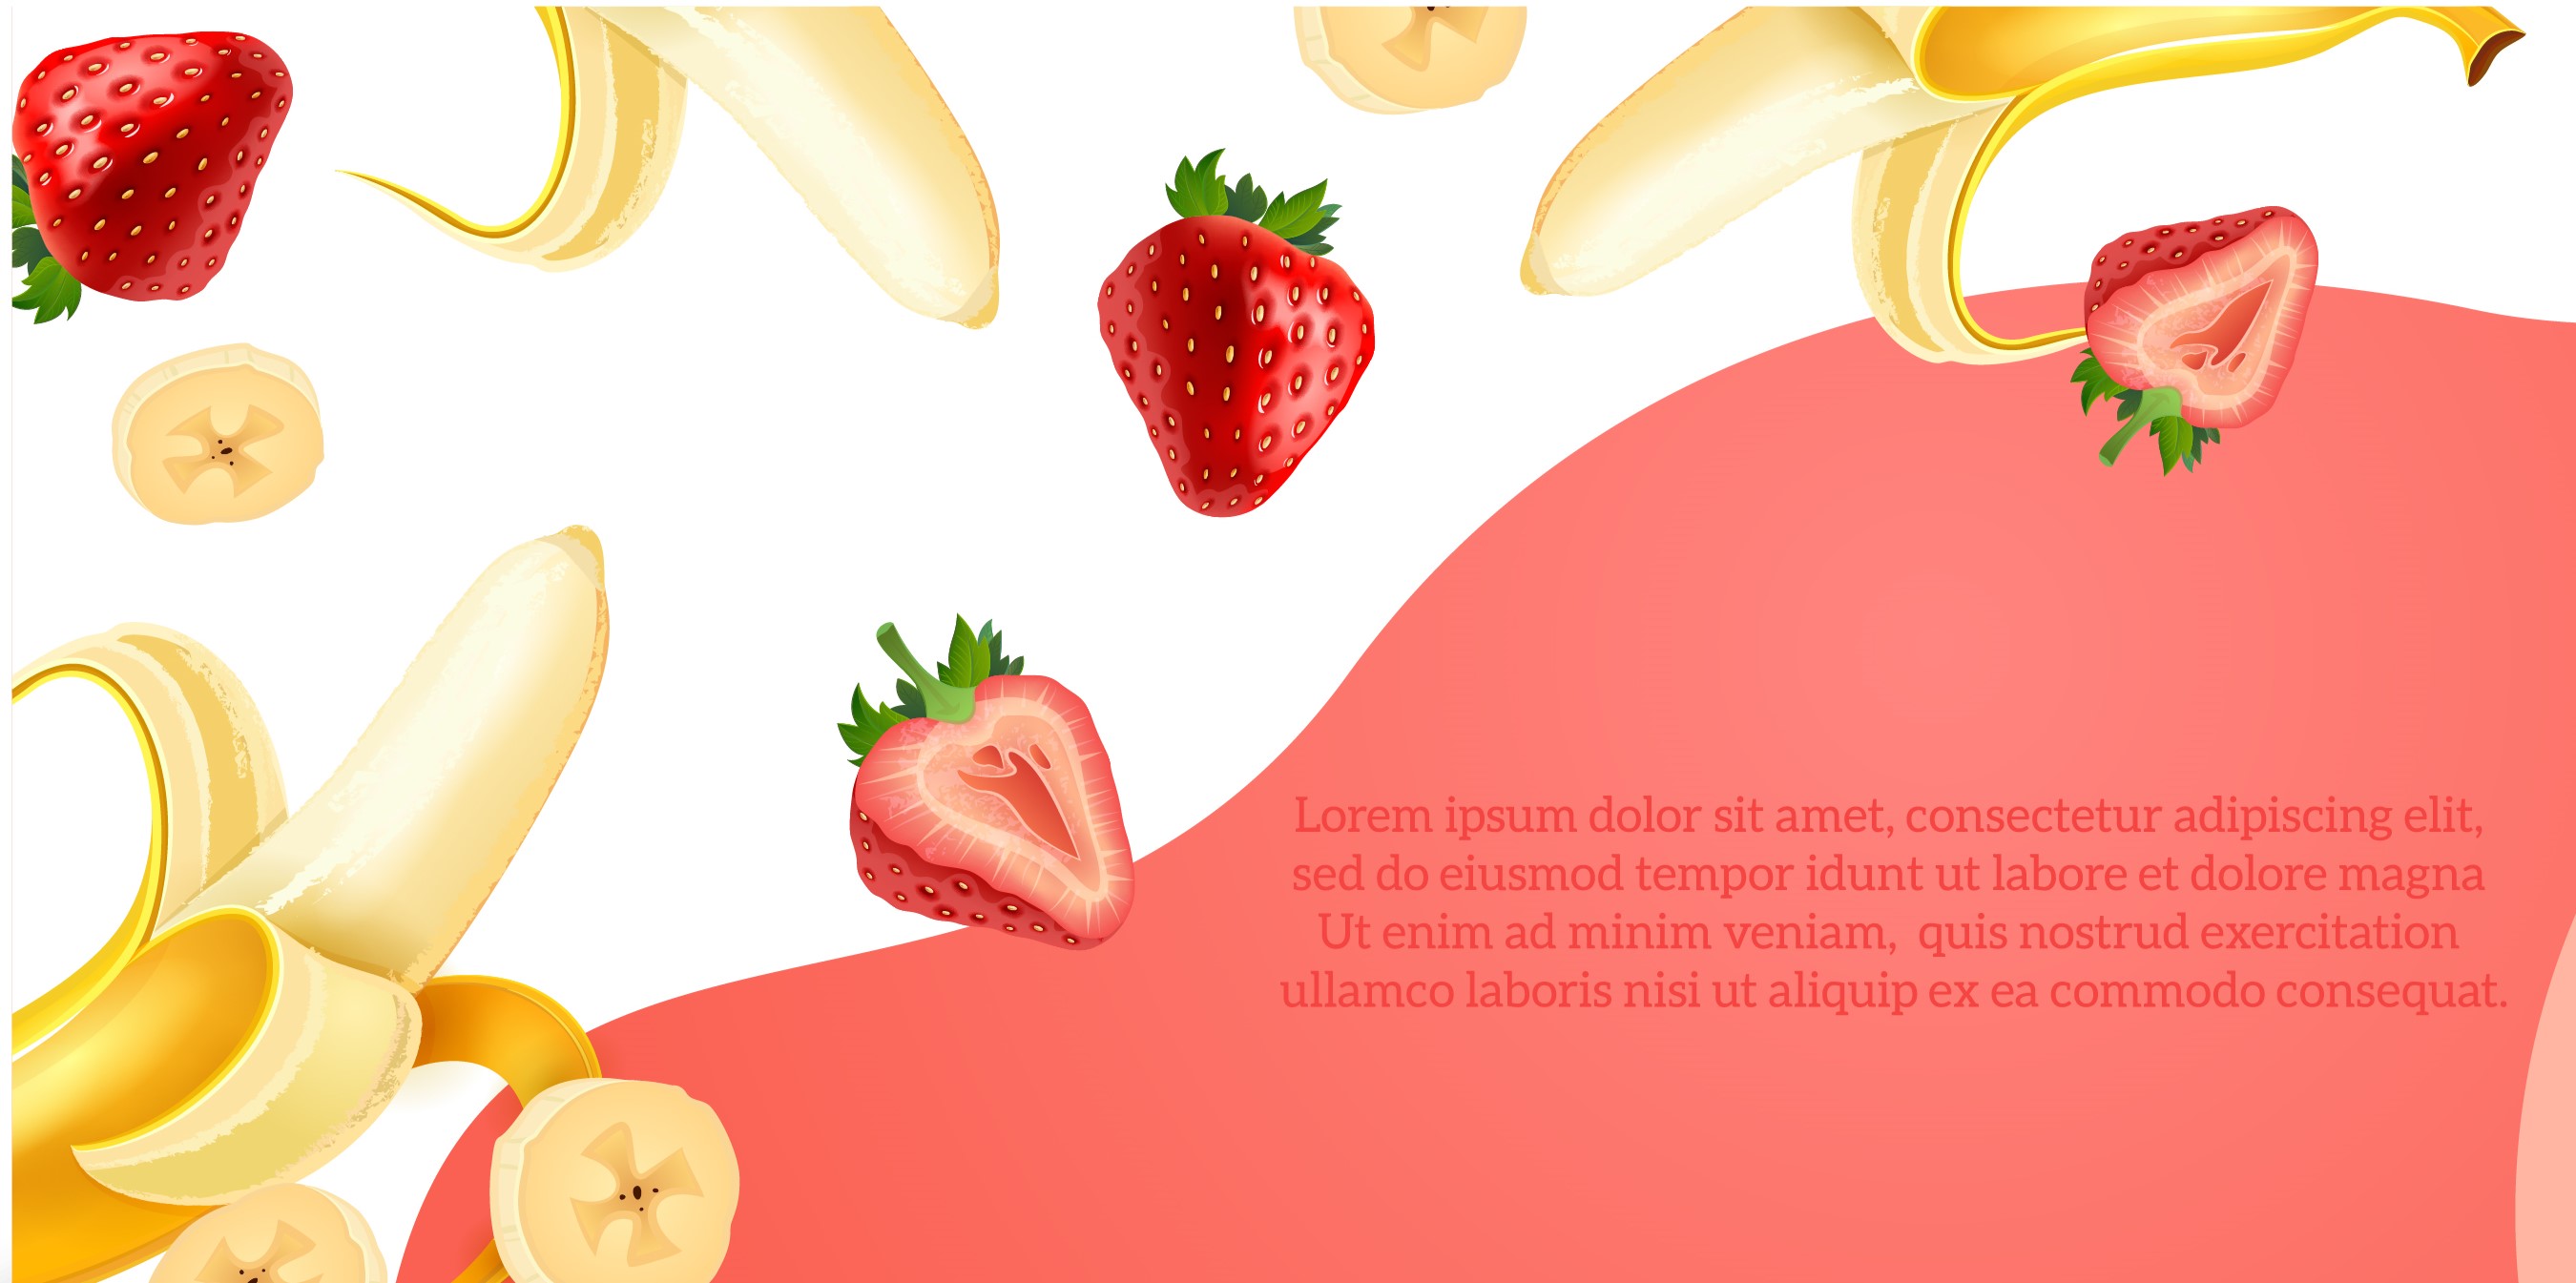 Lorem ipsum dolor sit amet, consectetur adipiscing elit,
sed do eiusmod tempor idunt ut labore et dolore magna
Ut enim ad minim veniam,  quis nostrud exercitation
ullamco laboris nisi ut aliquip ex ea commodo consequat.